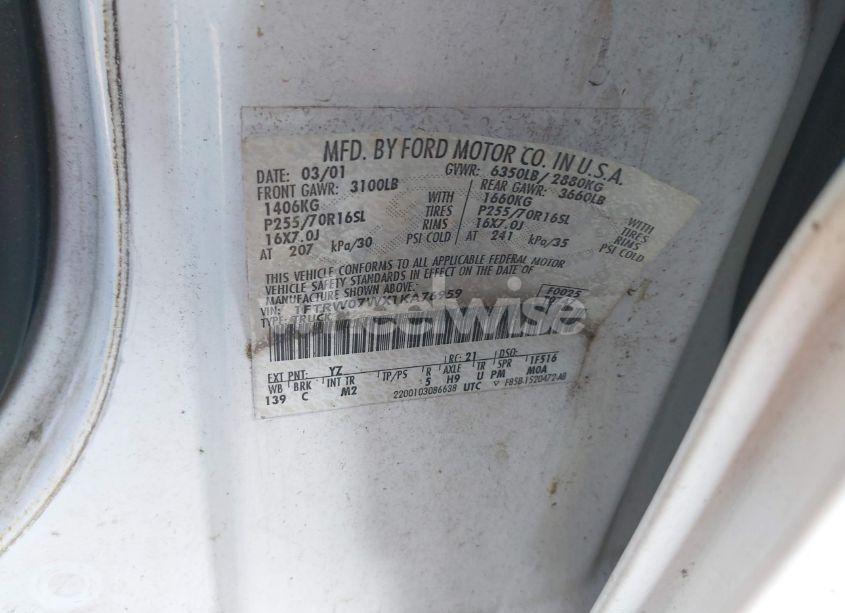 MFD. BY FORD MOTOR CO. IN U.S.A.
DATE: 03/01 GVWR: 6350LB/ 2880KG
FRONT GAWR: 3100LB REAR GAWR: 3660LB
1406KG WITH 1660KG WITH
P255/70R16SL TIRES P255/70R16SL TIRES
16X7.0J RIMS 16X7.0J RIMS
AT 207 kPa/30 PSI COLD AT 241 kPa/35 PSI COLD
THIS VEHICLE CONFORMS TO ALL APPLICABLE FEDERAL MOTOR
VEHICLE SAFETY STANDARDS IN EFFECT ON THE DATE OF
MANUFACTURE SHOWN ABOVE.
VIN: 1FTRW07WX1KA76959 F0025
TYPE: TRUCK
wheelwise
EXT PNT: YZ RC: 21 DSO: 1F516
WB BRK INT TR TP/PS R AXLE TR SPR
139 C M2 5 H9 U PM M0A
2200103086638 UTC F85B-1520472-AB